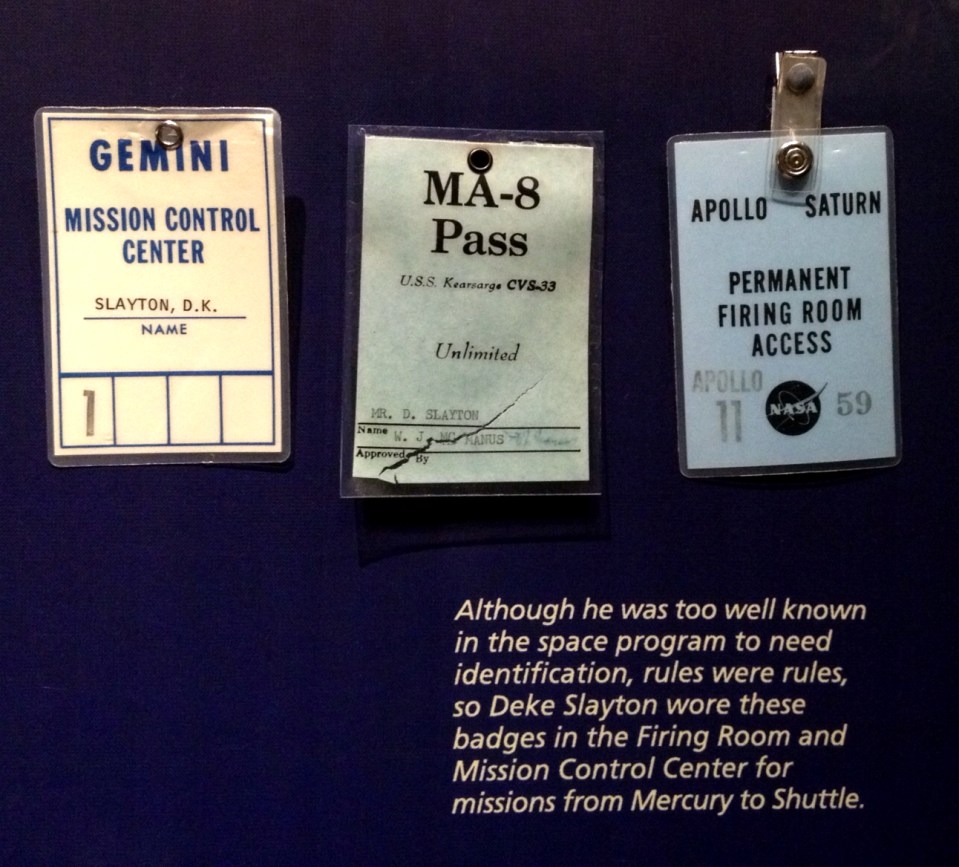 GEMINI
MISSION CONTROL
CENTER
SLAYTON, D.K.
NAME
1
MA-8
Pass
U.S.S. Kearsarge CVS-33
Unlimited
MR. D. SLAYTON
Name
W. J. MC MANUS
Approved By
APOLLO SATURN
PERMANENT
FIRING ROOM
ACCESS
APOLLO
11 NASA 59
Although he was too well known
in the space program to need
identification, rules were rules,
so Deke Slayton wore these
badges in the Firing Room and
Mission Control Center for
missions from Mercury to Shuttle.